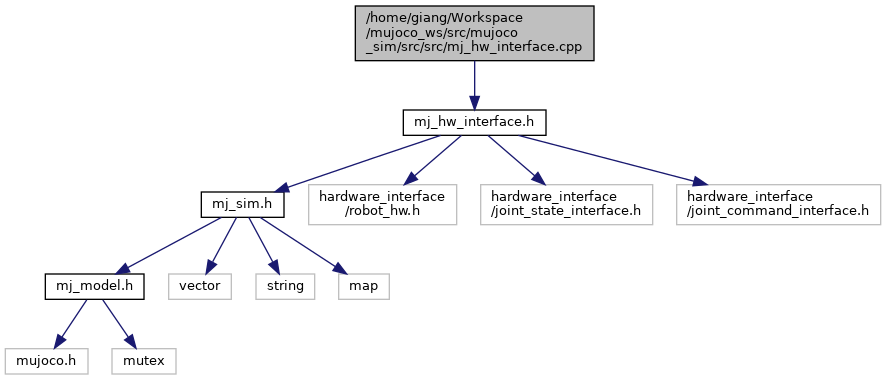 /home/giang/Workspace
/mujoco_ws/src/mujoco
_sim/src/src/mj_hw_interface.cpp
mj_hw_interface.h
mj_sim.h
hardware_interface
/robot_hw.h
hardware_interface
/joint_state_interface.h
hardware_interface
/joint_command_interface.h
mj_model.h
vector
string
map
mujoco.h
mutex